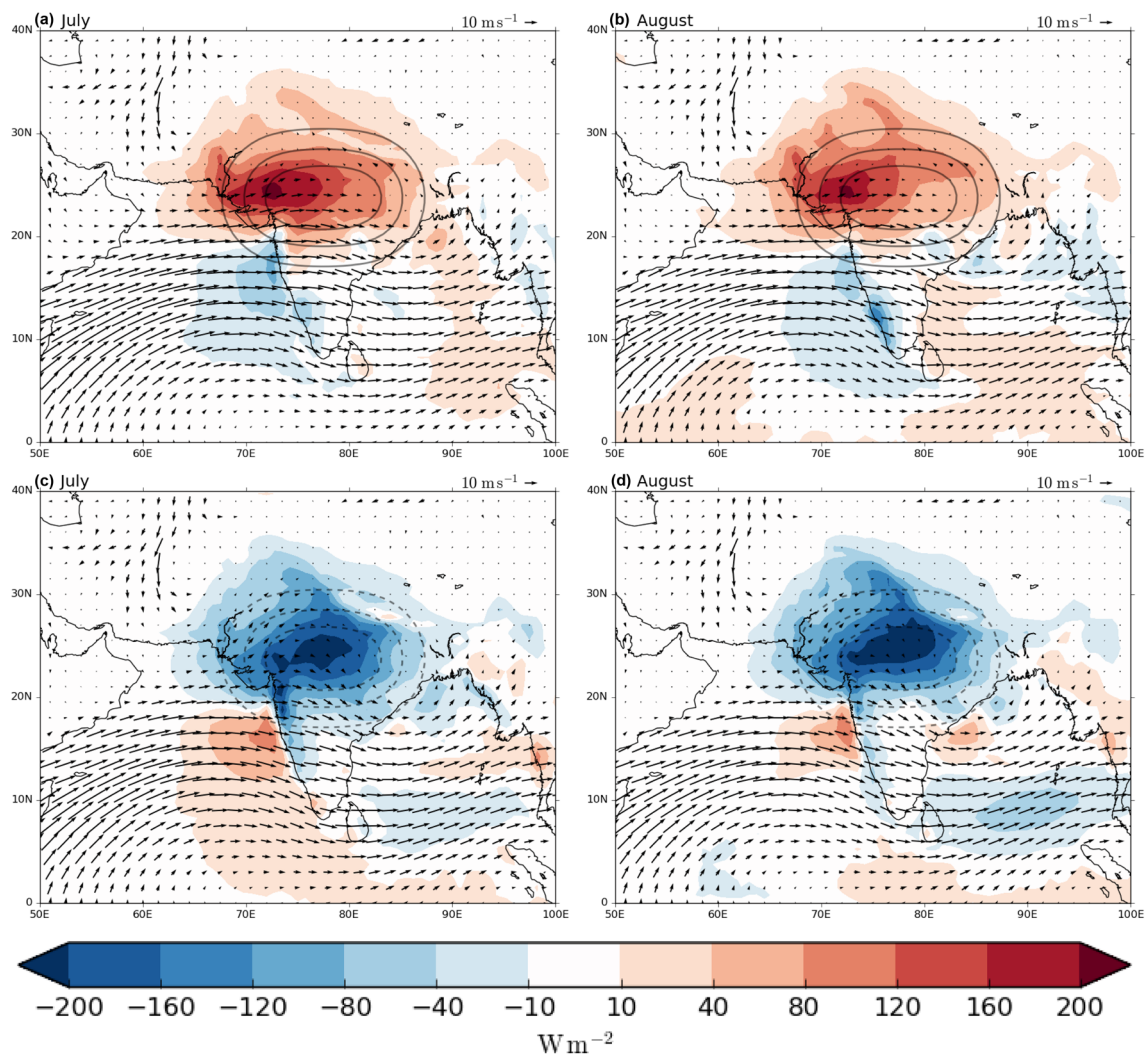 (a) July 10 m s⁻¹
(b) August 10 m s⁻¹
40N
30N
20N
10N
0
50E 60E 70E 80E 90E 100E
40N
30N
20N
10N
0
50E 60E 70E 80E 90E 100E
(c) July 10 m s⁻¹
(d) August 10 m s⁻¹
40N
30N
20N
10N
0
50E 60E 70E 80E 90E 100E
40N
30N
20N
10N
0
50E 60E 70E 80E 90E 100E
−200 −160 −120 −80 −40 −10 10 40 80 120 160 200
W m⁻²